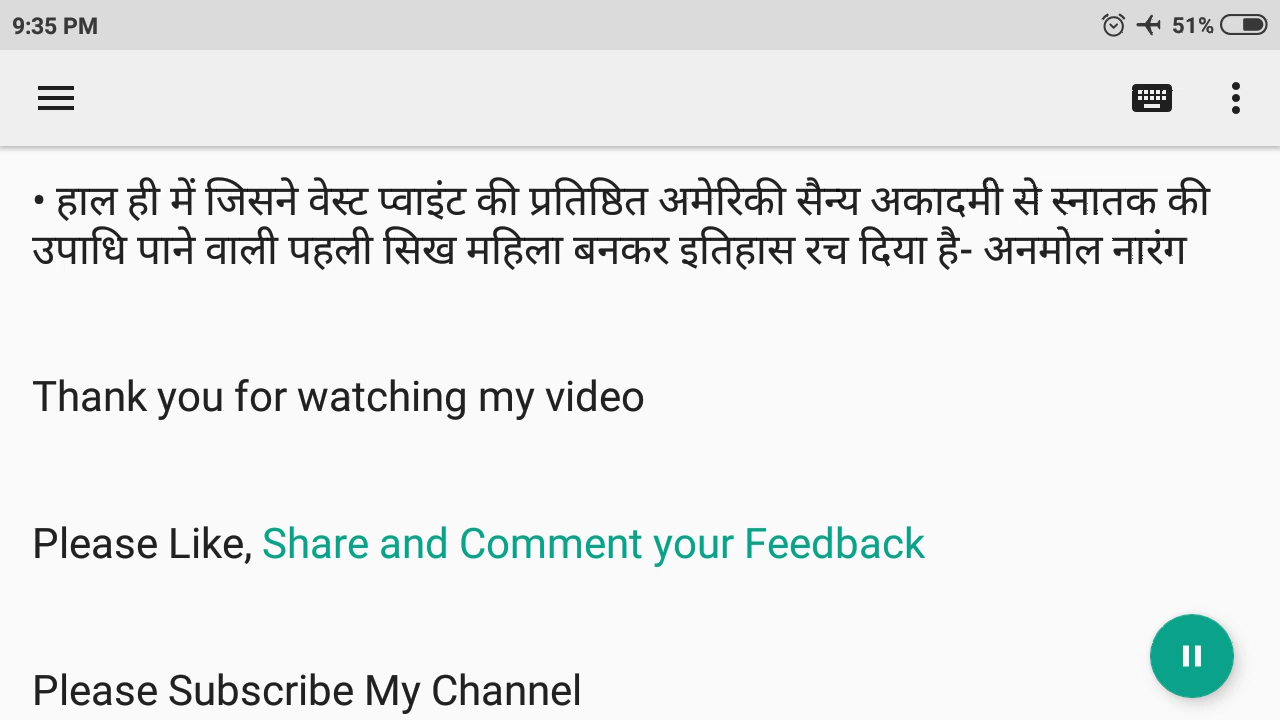 9:35 PM 51%
• हाल ही में जिसने वेस्ट प्वाइंट की प्रतिष्ठित अमेरिकी सैन्य अकादमी से स्नातक की
उपाधि पाने वाली पहली सिख महिला बनकर इतिहास रच दिया है- अनमोल नारंग
Thank you for watching my video
Please Like, Share and Comment your Feedback
Please Subscribe My Channel